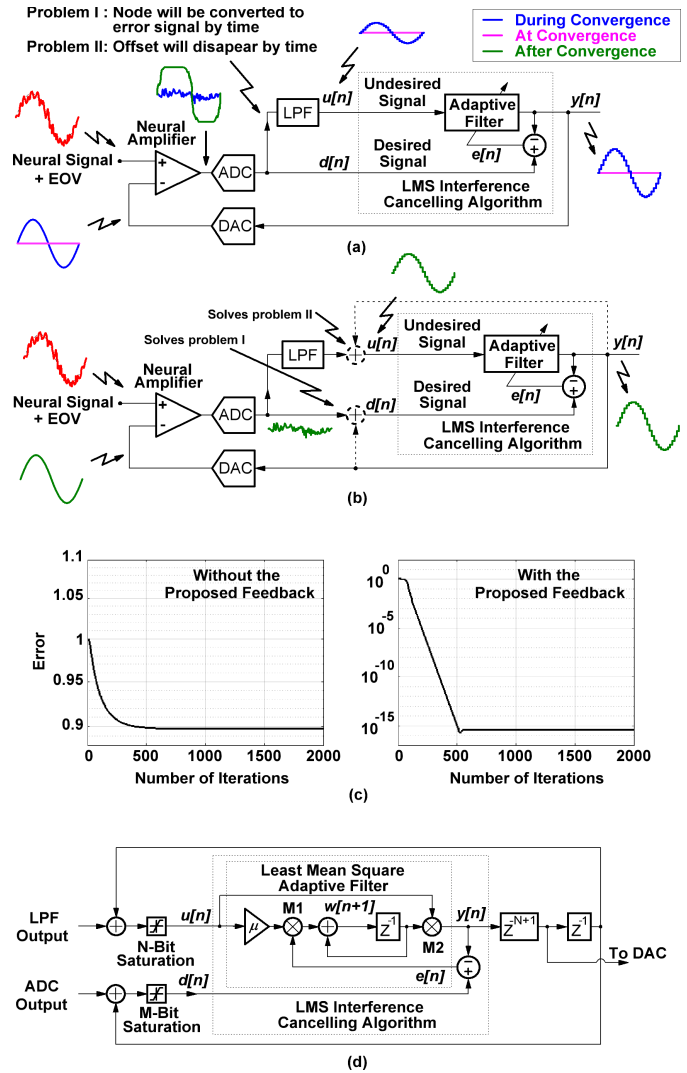 Problem I : Node will be converted to
error signal by time
Problem II: Offset will disapear by time
During Convergence
At Convergence
After Convergence
u[n]
Undesired
Signal
LPF
Adaptive
Filter
y[n]
Neural
Amplifier
e[n]
Neural Signal
+ EOV
+
-
ADC
d[n]
Desired
Signal
−
+
LMS Interference
Cancelling Algorithm
DAC
(a)
Solves problem II
Solves problem I
u[n]
Undesired
Signal
LPF
Adaptive
Filter
y[n]
Neural
Amplifier
e[n]
Neural Signal
+ EOV
+
-
ADC
d[n]
Desired
Signal
−
+
LMS Interference
Cancelling Algorithm
DAC
(b)
1.1
1.05
1
0.95
0.9
Error
Without the
Proposed Feedback
0 500 1000 1500 2000
Number of Iterations
10^0
10^-5
10^-10
10^-15
With the
Proposed Feedback
0 500 1000 1500 2000
Number of Iterations
(c)
Least Mean Square
Adaptive Filter
LPF
Output
u[n]
N-Bit
Saturation
μ
M1
w[n+1]
z^-1
M2
y[n]
z^-N+1
z^-1
To DAC
e[n]
−
+
ADC
Output
d[n]
M-Bit
Saturation
LMS Interference
Cancelling Algorithm
(d)